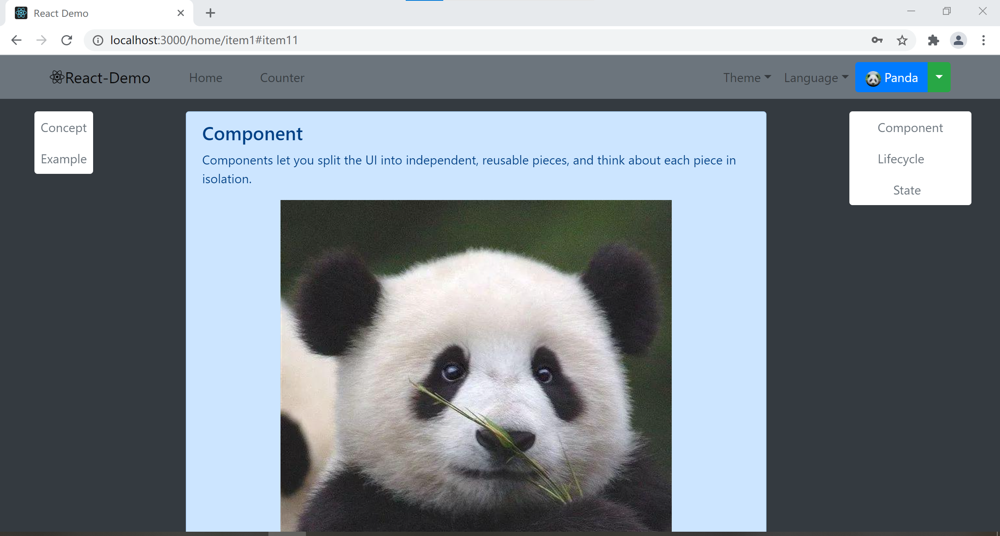 React Demo
localhost:3000/home/item1#item11
React-Demo
Home
Counter
Theme
Language
Panda
Concept
Example
Component
Components let you split the UI into independent, reusable pieces, and think about each piece in
isolation.
Component
Lifecycle
State